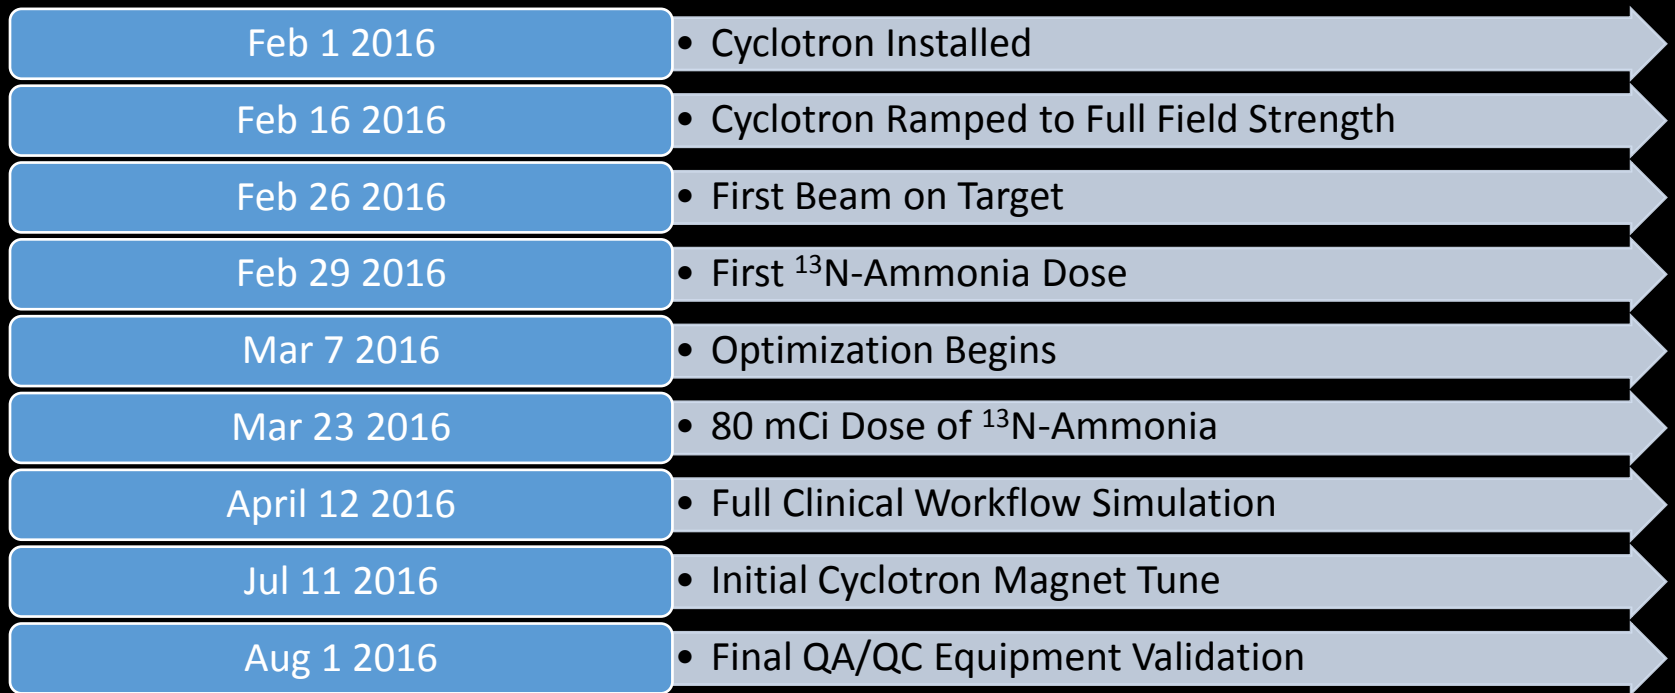 Feb 1 2016
• Cyclotron Installed
Feb 16 2016
• Cyclotron Ramped to Full Field Strength
Feb 26 2016
• First Beam on Target
Feb 29 2016
• First ¹³N-Ammonia Dose
Mar 7 2016
• Optimization Begins
Mar 23 2016
• 80 mCi Dose of ¹³N-Ammonia
April 12 2016
• Full Clinical Workflow Simulation
Jul 11 2016
• Initial Cyclotron Magnet Tune
Aug 1 2016
• Final QA/QC Equipment Validation